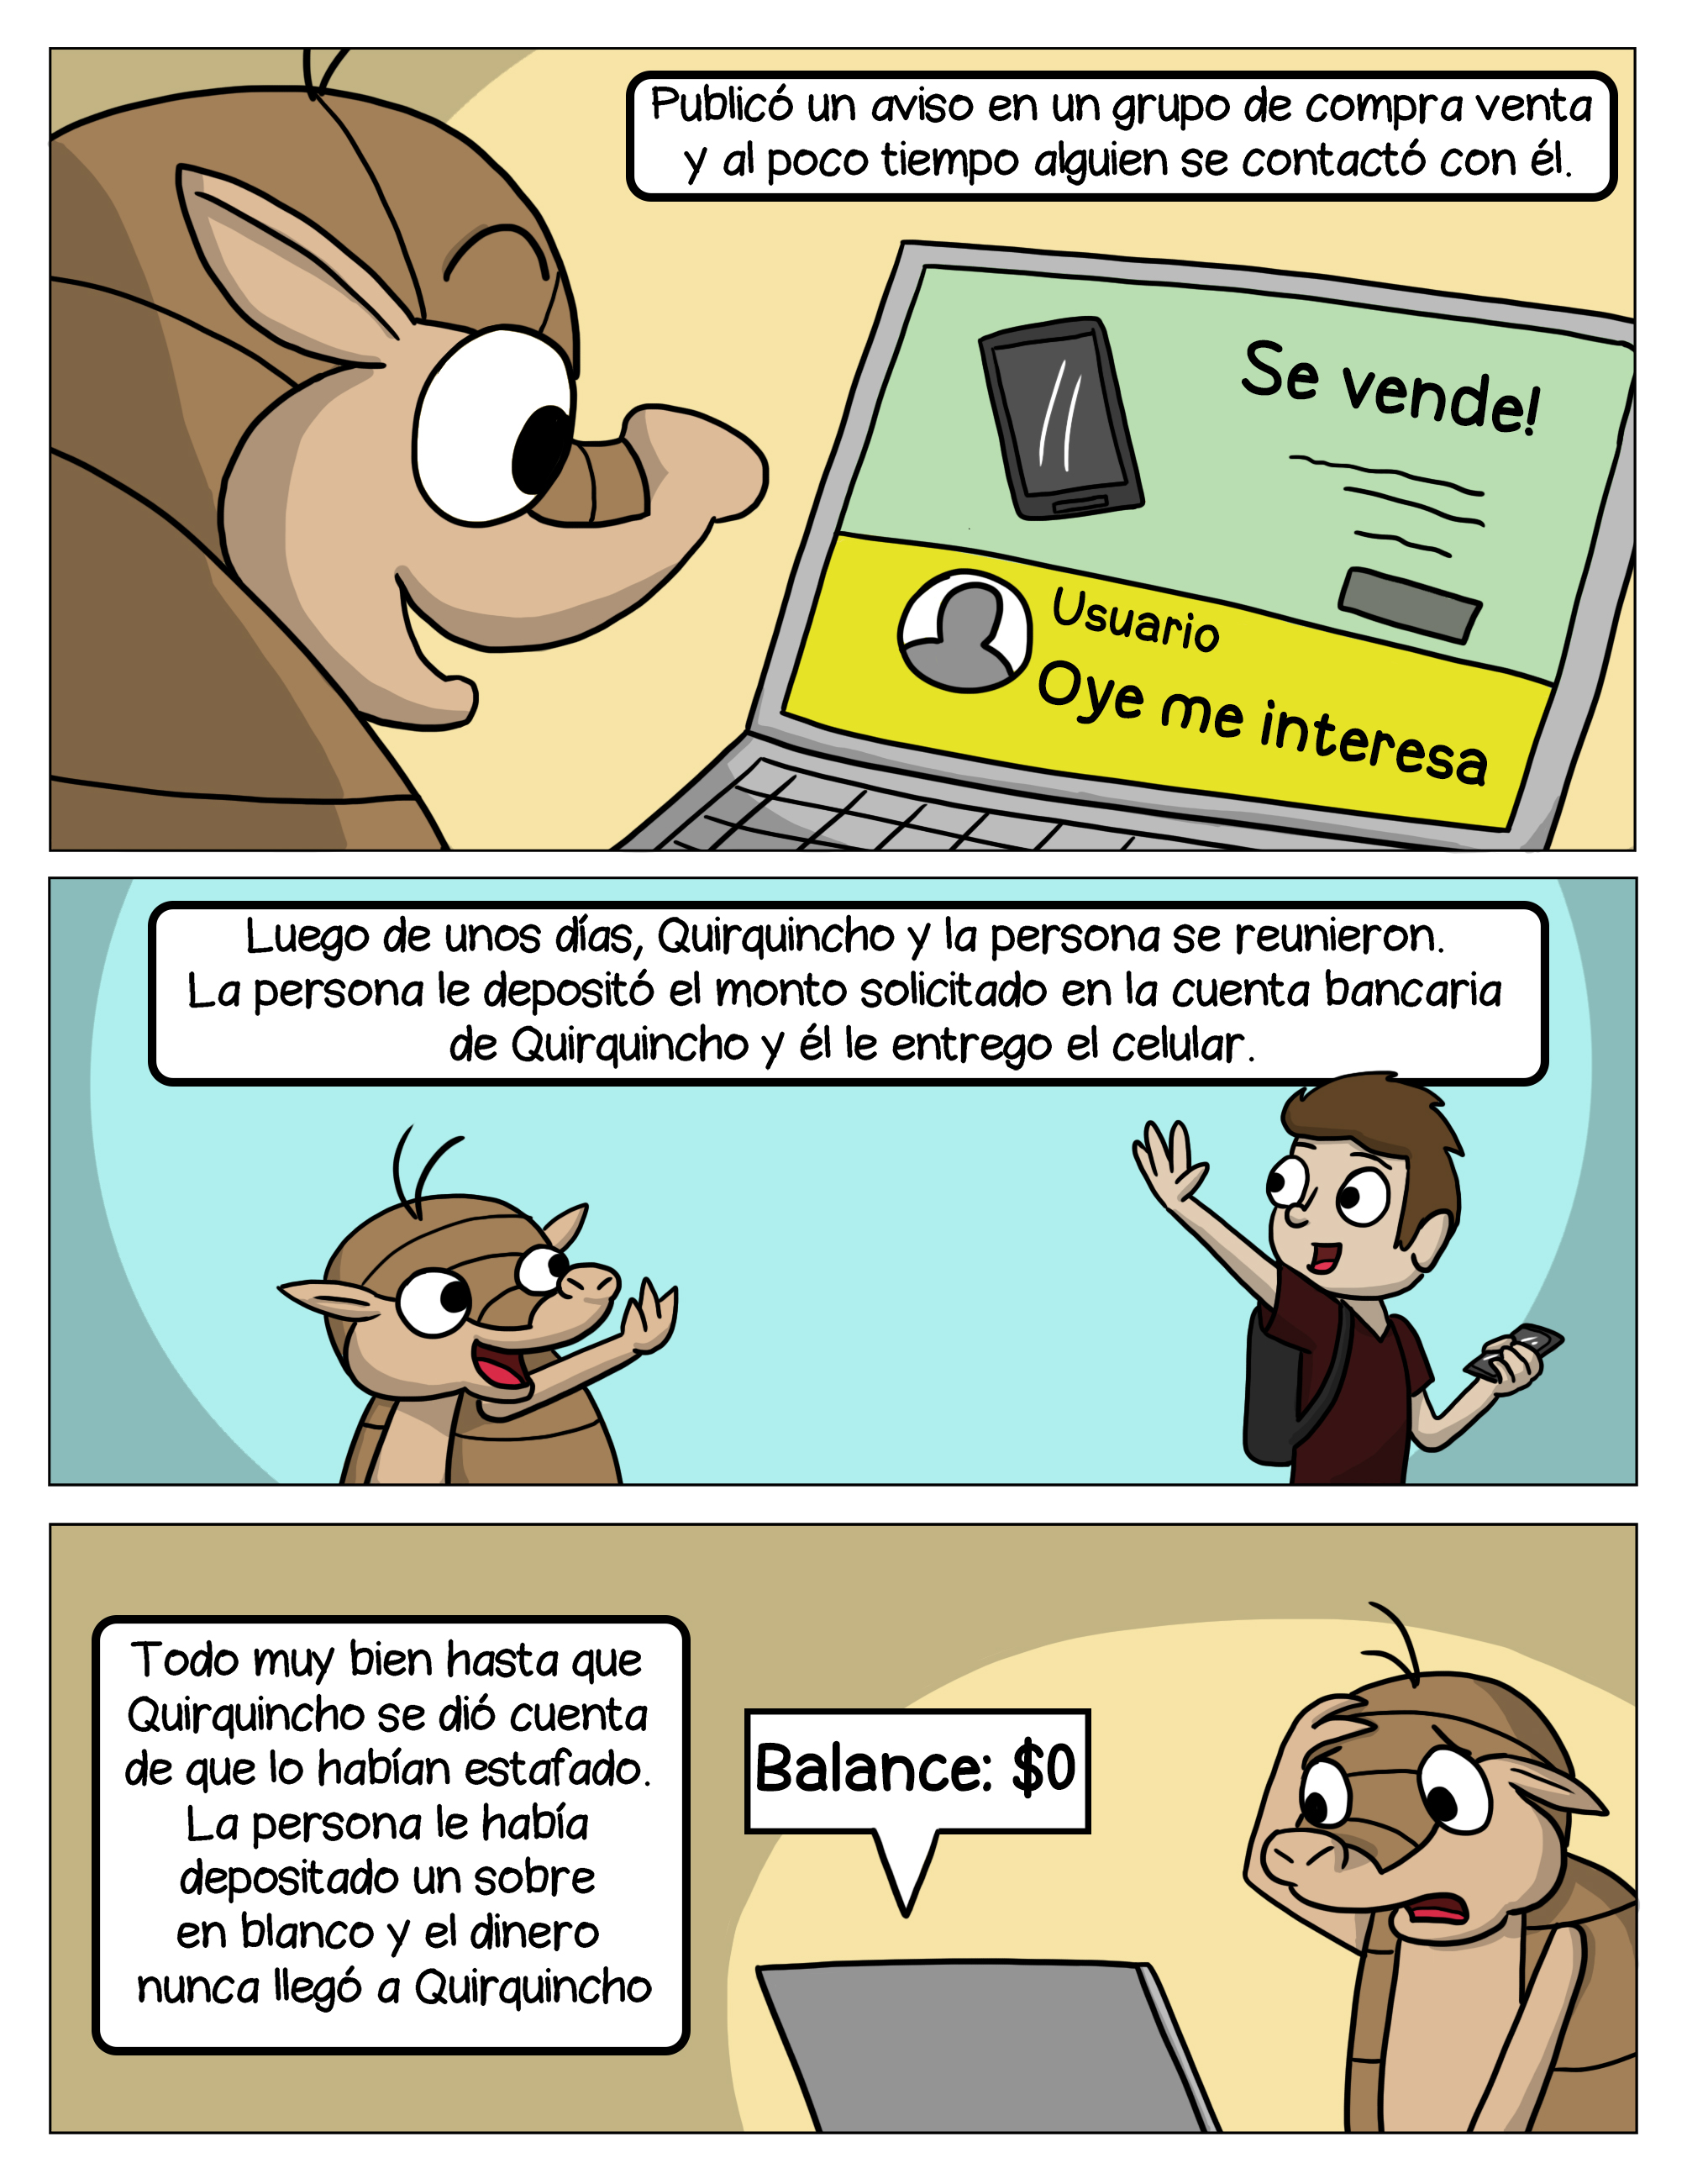 Publicó un aviso en un grupo de compra venta
y al poco tiempo alguien se contactó con él.
Se vende!
Usuario
Oye me interesa
Luego de unos días, Quirquincho y la persona se reunieron.
La persona le depositó el monto solicitado en la cuenta bancaria
de Quirquincho y él le entrego el celular.
Todo muy bien hasta que
Quirquincho se dió cuenta
de que lo habían estafado.
La persona le había
depositado un sobre
en blanco y el dinero
nunca llegó a Quirquincho
Balance: $0